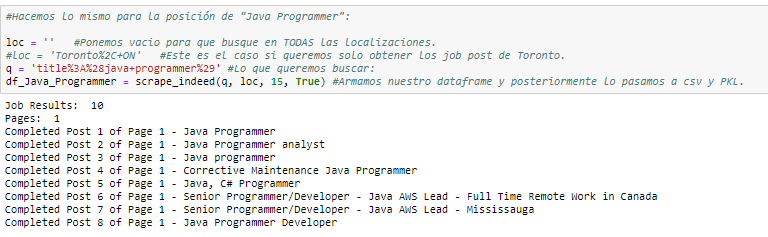 #Hacemos lo mismo para la posición de "Java Programmer":
loc = '' #Ponemos vacio para que busque en TODAS las localizaciones.
#loc = 'Toronto%2C+ON' #Este es el caso si queremos solo obtener los job post de Toronto.
q = 'title%3A%28java+programmer%29' #Lo que queremos buscar:
df_Java_Programmer = scrape_indeed(q, loc, 15, True) #Armamos nuestro dataframe y posteriormente lo pasamos a csv y PKL.
Job Results: 10
Pages: 1
Completed Post 1 of Page 1 - Java Programmer
Completed Post 2 of Page 1 - Java Programmer analyst
Completed Post 3 of Page 1 - Java programmer
Completed Post 4 of Page 1 - Corrective Maintenance Java Programmer
Completed Post 5 of Page 1 - Java, C# Programmer
Completed Post 6 of Page 1 - Senior Programmer/Developer - Java AWS Lead - Full Time Remote Work in Canada
Completed Post 7 of Page 1 - Senior Programmer/Developer - Java AWS Lead - Mississauga
Completed Post 8 of Page 1 - Java Programmer Developer